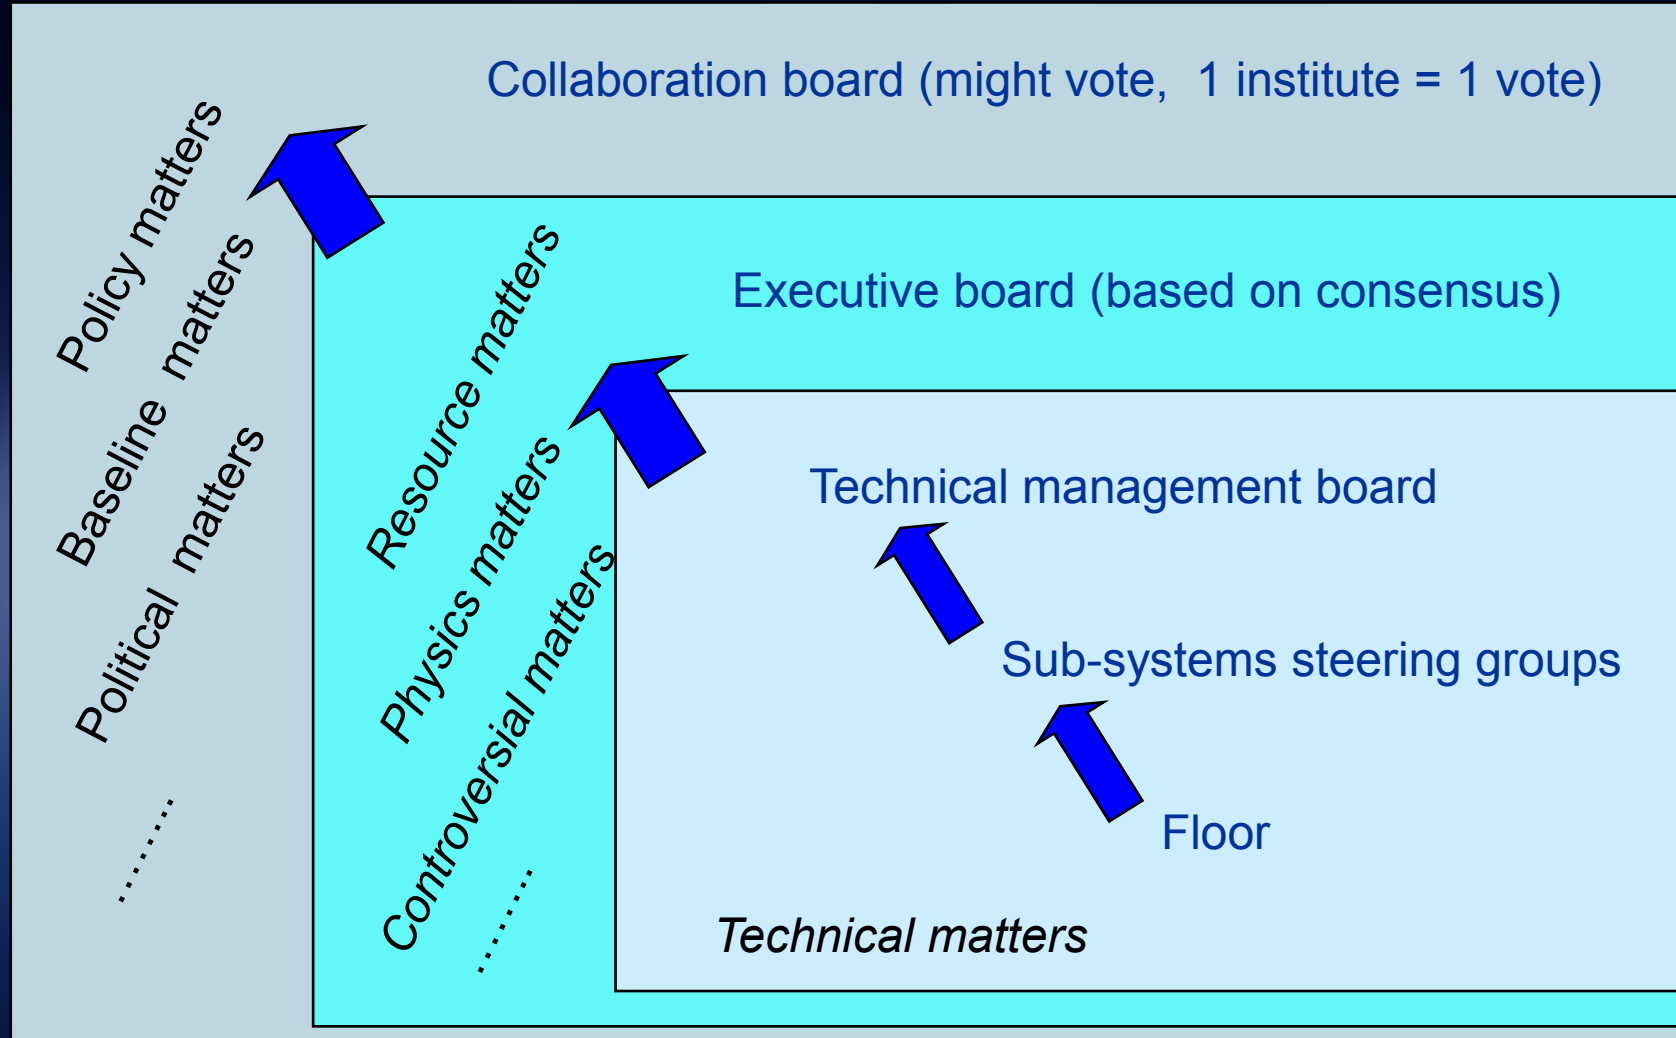 Collaboration board (might vote,  1 institute = 1 vote)
Policy matters
Baseline  matters
Political  matters
........
Executive board (based on consensus)
Resource matters
Physics matters
Controversial matters
........
Technical management board
Sub-systems steering groups
Floor
Technical matters